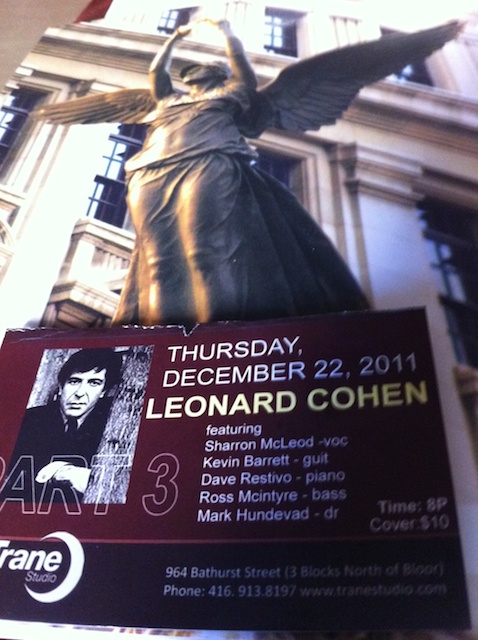 THURSDAY,
DECEMBER 22, 2011
LEONARD COHEN
featuring
Sharron McLeod -voc
Kevin Barrett - guit
Dave Restivo - piano
Ross Mcintyre - bass
Mark Hundevad - dr
PART 3
Time: 8P
Cover:$10
Trane
Studio
964 Bathurst Street (3 Blocks North of Bloor)
Phone: 416. 913.8197 www.tranestudio.com